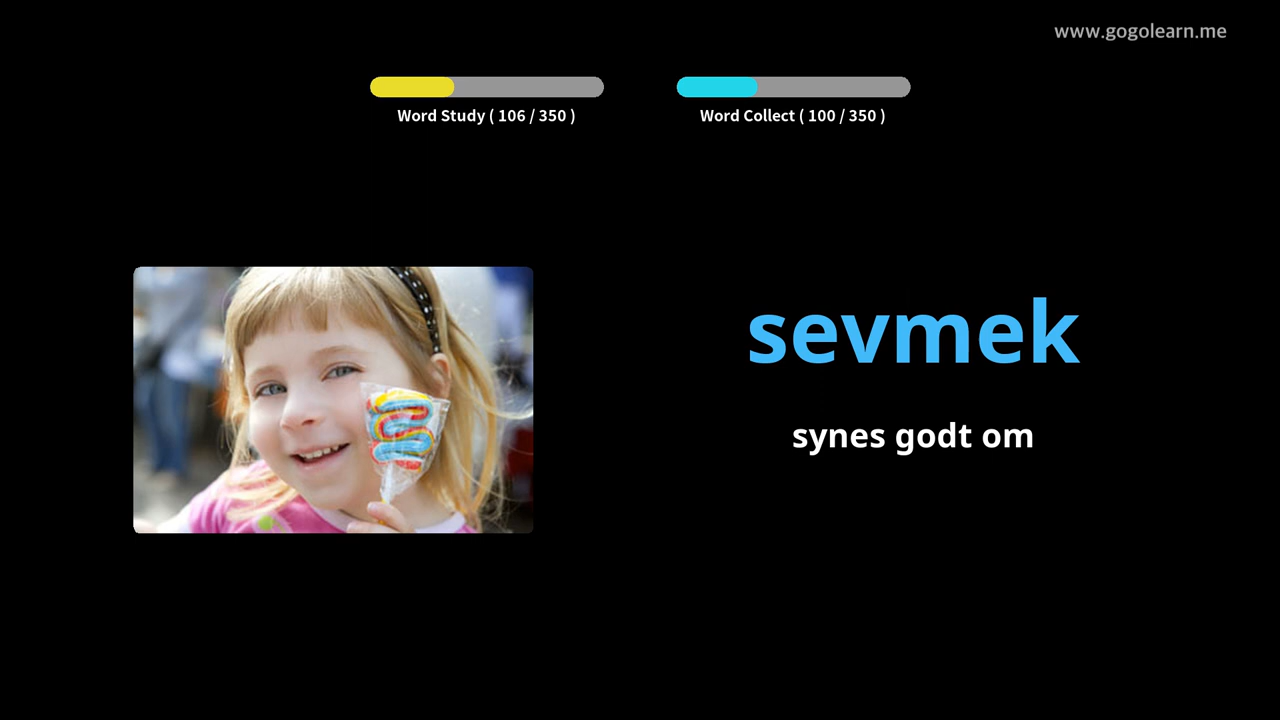 www.gogolearn.me
Word Study ( 106 / 350 )
Word Collect ( 100 / 350 )
sevmek
synes godt om